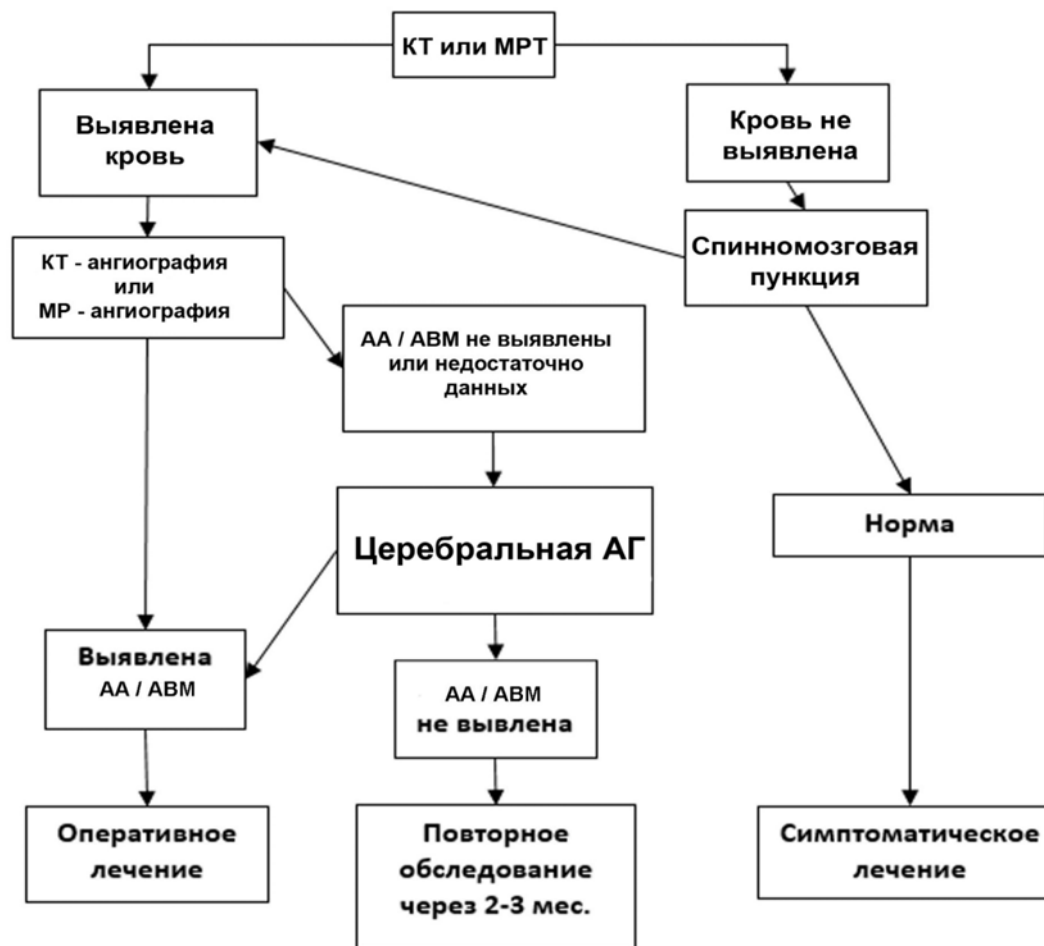 КТ или МРТ
Выявлена
кровь
Кровь не
выявлена
Спинномозговая
пункция
КТ - ангиография
или
МР - ангиография
АА / АВМ не выявлены
или недостаточно
данных
Церебральная АГ
Норма
Выявлена
АА / АВМ
АА / АВМ
не вывлена
Оперативное
лечение
Повторное
обследование
через 2-3 мес.
Симптоматическое
лечение